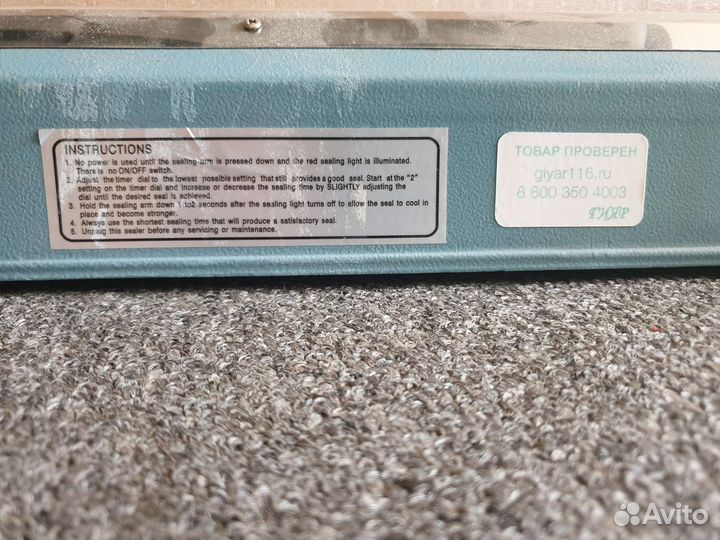 INSTRUCTIONS
1. No power is used until the sealing arm is pressed down and the red sealing light is illuminated.
There is no ON/OFF switch.
2. Adjust the timer dial to the lowest possible setting that still provides a good seal. Start at the "2"
setting on the timer dial and increase or decrease the sealing time by SLIGHTLY adjusting the
dial until the desired seal is achieved.
3. Hold the sealing arm down 1 to2 seconds after the sealing light turns off to allow the seal to cool in
place and become stronger.
4. Always use the shortest sealing time that will produce a satisfactory seal.
5. Unplug this sealer before any servicing or maintenance.
ТОВАР ПРОВЕРЕН
giyar116.ru
8 800 350 4003
ГИЯР
Avito